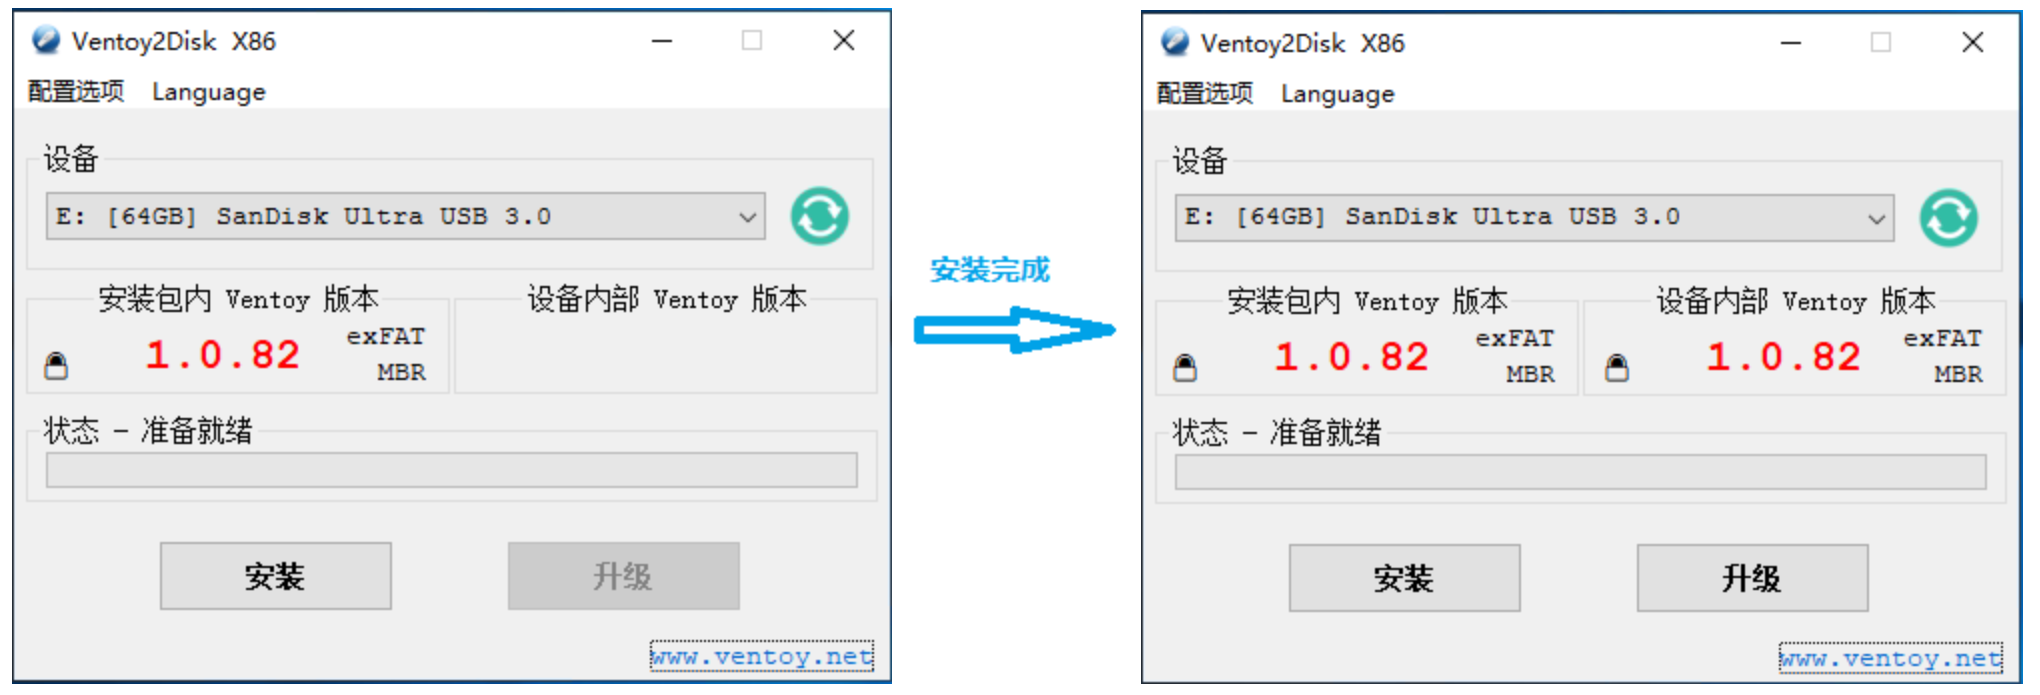 Ventoy2Disk X86
配置选项 Language
设备
E: [64GB] SanDisk Ultra USB 3.0
安装包内 Ventoy 版本
1.0.82
exFAT
MBR
设备内部 Ventoy 版本
状态 - 准备就绪
安装
升级
www.ventoy.net
安装完成
Ventoy2Disk X86
配置选项 Language
设备
E: [64GB] SanDisk Ultra USB 3.0
安装包内 Ventoy 版本
1.0.82
exFAT
MBR
设备内部 Ventoy 版本
1.0.82
exFAT
MBR
状态 - 准备就绪
安装
升级
www.ventoy.net